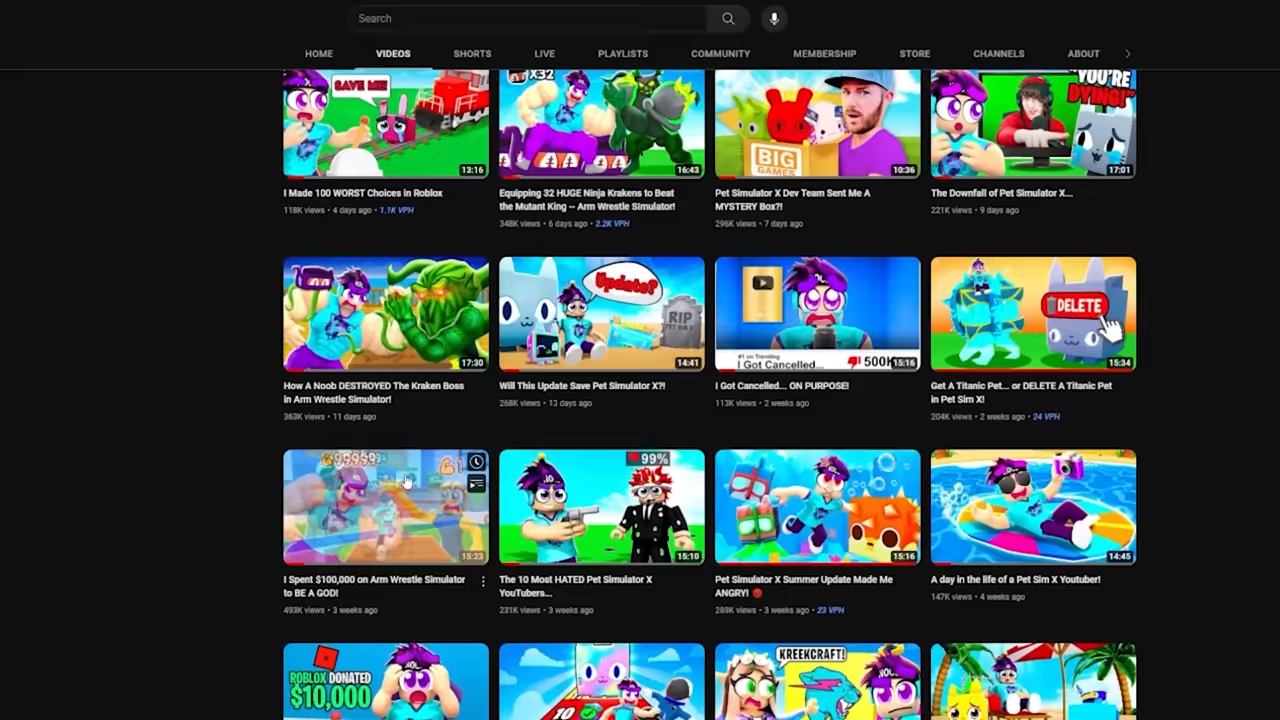 Search
HOME
VIDEOS
SHORTS
LIVE
PLAYLISTS
COMMUNITY
MEMBERSHIP
STORE
CHANNELS
ABOUT
SAVE ME!
13:16
X32
16:43
BIG
GAMES
10:36
"YOU'RE
DYING!"
17:01
I Made 100 WORST Choices in Roblox
118K views • 4 days ago • 1.1K VPH
Equipping 32 HUGE Ninja Krakens to Beat
the Mutant King – Arm Wrestle Simulator!
348K views • 6 days ago • 2.2K VPH
Pet Simulator X Dev Team Sent Me A
MYSTERY Box?!
296K views • 7 days ago
The Downfall of Pet Simulator X...
221K views • 9 days ago
17:30
Update?
RIP
14:41
#1 on Trending
I Got Cancelled...
500K
15:16
DELETE
15:34
How A Noob DESTROYED The Kraken Boss
in Arm Wrestle Simulator!
363K views • 11 days ago
Will This Update Save Pet Simulator X?!
268K views • 13 days ago
I Got Cancelled... ON PURPOSE!
113K views • 2 weeks ago
Get A Titanic Pet... or DELETE A Titanic Pet
in Pet Sim X!
204K views • 2 weeks ago • 24 VPH
15:23
99%
15:10
15:16
14:45
I Spent $100,000 on Arm Wrestle Simulator
to BE A GOD!
493K views • 3 weeks ago
The 10 Most HATED Pet Simulator X
YouTubers...
231K views • 3 weeks ago
Pet Simulator X Summer Update Made Me
ANGRY! 😡
289K views • 3 weeks ago • 23 VPH
A day in the life of a Pet Sim X Youtuber!
147K views • 4 weeks ago
ROBLOX DONATED
$10,000
10
KREEKCRAFT!